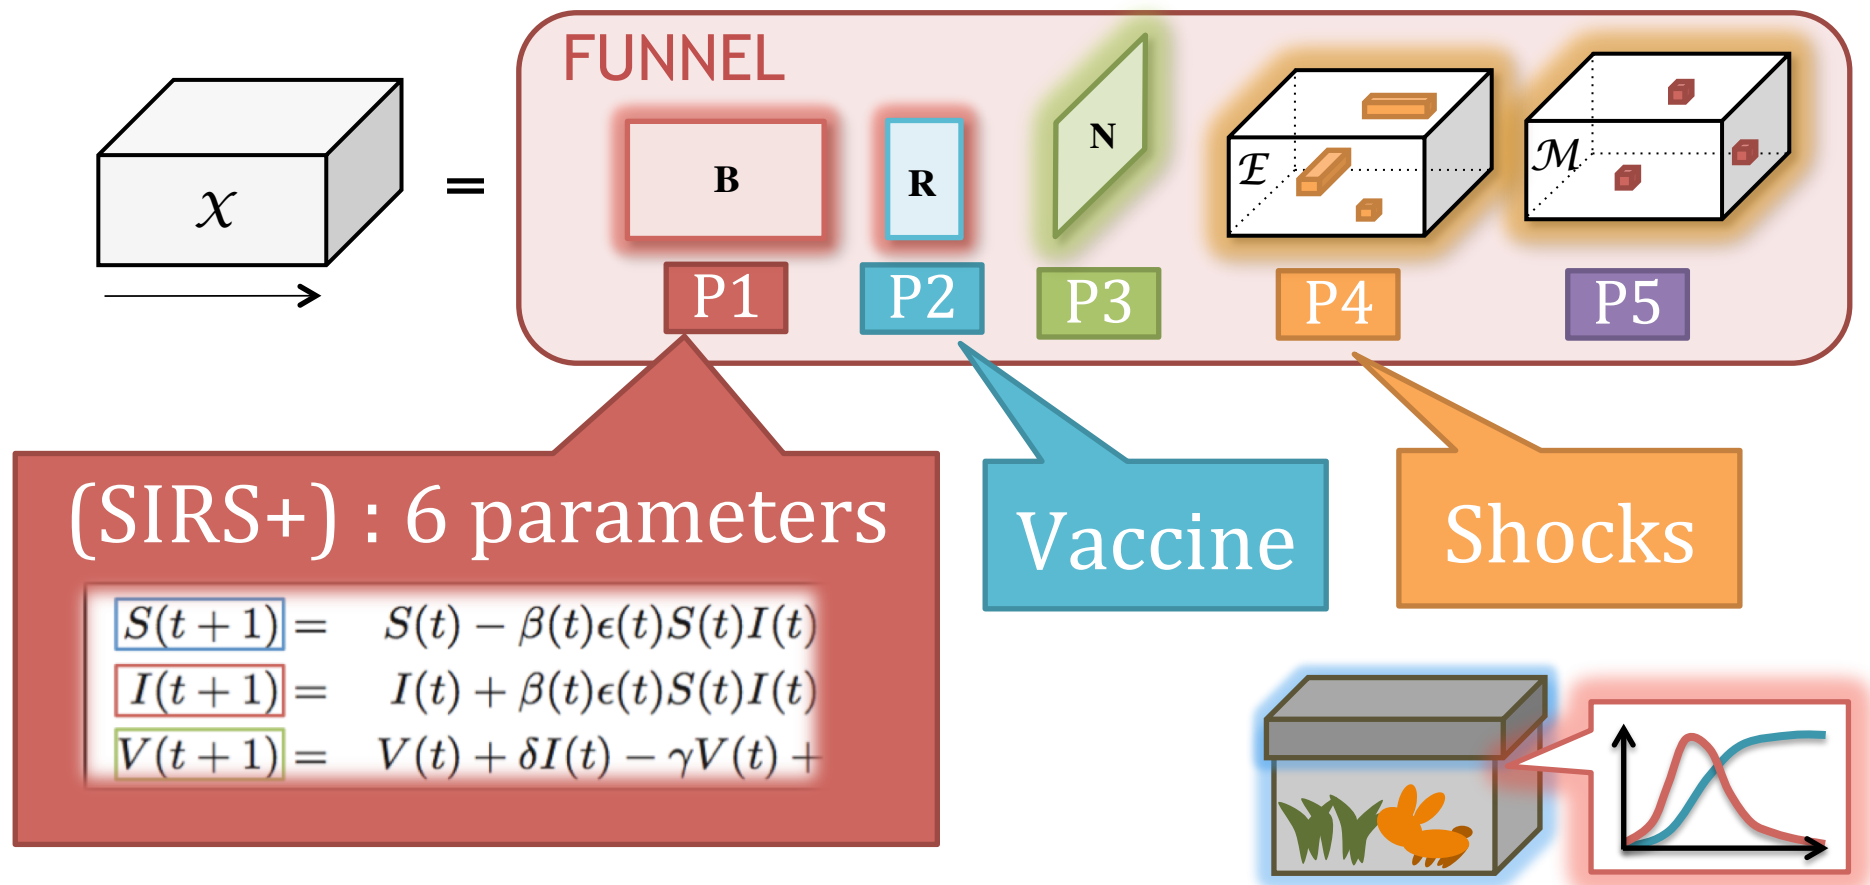 FUNNEL
𝒳 = B R N ℰ ℳ
P1 P2 P3 P4 P5
(SIRS+) : 6 parameters
S(t + 1) = S(t) − β(t)ϵ(t)S(t)I(t)
I(t + 1) = I(t) + β(t)ϵ(t)S(t)I(t)
V(t + 1) = V(t) + δI(t) − γV(t) +
Vaccine
Shocks